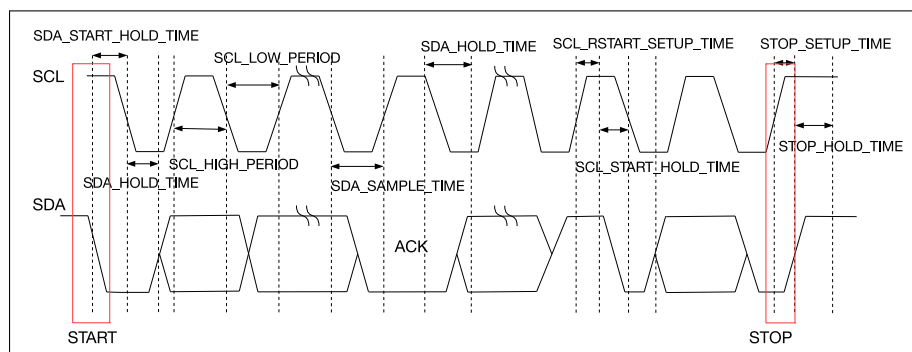 SDA_START_HOLD_TIME
SCL_LOW_PERIOD
SDA_HOLD_TIME
SCL_RSTART_SETUP_TIME
STOP_SETUP_TIME
SCL
SDA_HOLD_TIME
SCL_HIGH_PERIOD
SDA_SAMPLE_TIME
SCL_START_HOLD_TIME
STOP_HOLD_TIME
SDA
ACK
START
STOP